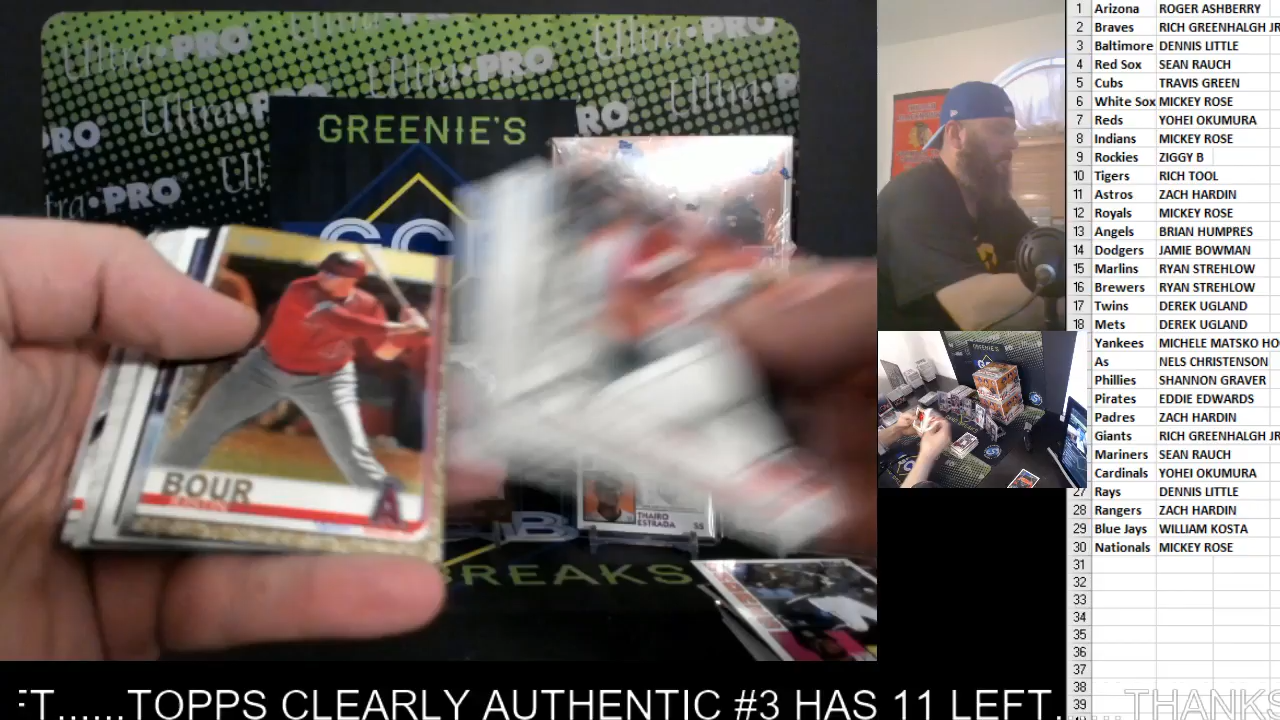 Ultra•PRO
Ultra•PRO
Ultra•PRO
PRO
PRO
GREENIE'S
BOUR
JUSTIN
A
THAIRO
ESTRADA
BREAKS
1 Arizona ROGER ASHBERRY
2 Braves RICH GREENHALGH JR
3 Baltimore DENNIS LITTLE
4 Red Sox SEAN RAUCH
5 Cubs TRAVIS GREEN
6 White Sox MICKEY ROSE
7 Reds YOHEI OKUMURA
8 Indians MICKEY ROSE
9 Rockies ZIGGY B
10 Tigers RICH TOOL
11 Astros ZACH HARDIN
12 Royals MICKEY ROSE
13 Angels BRIAN HUMPRES
14 Dodgers JAMIE BOWMAN
15 Marlins RYAN STREHLOW
16 Brewers RYAN STREHLOW
17 Twins DEREK UGLAND
18 Mets DEREK UGLAND
Yankees MICHELE MATSKO HO
As NELS CHRISTENSON
Phillies SHANNON GRAVER
Pirates EDDIE EDWARDS
Padres ZACH HARDIN
Giants RICH GREENHALGH JR
Mariners SEAN RAUCH
Cardinals YOHEI OKUMURA
27 Rays DENNIS LITTLE
28 Rangers ZACH HARDIN
29 Blue Jays WILLIAM KOSTA
30 Nationals MICKEY ROSE
31
32
33
34
35
36
37
38
T......TOPPS CLEARLY AUTHENTIC #3 HAS 11 LEFT...... THANKS